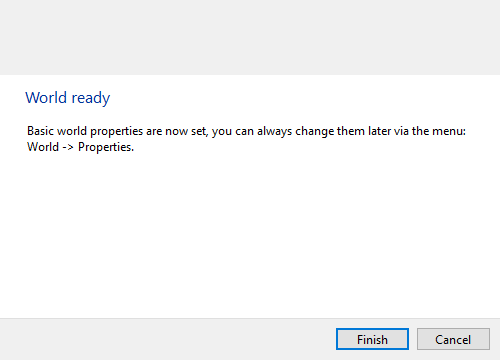 World ready
Basic world properties are now set, you can always change them later via the menu:
World -> Properties.
Finish
Cancel